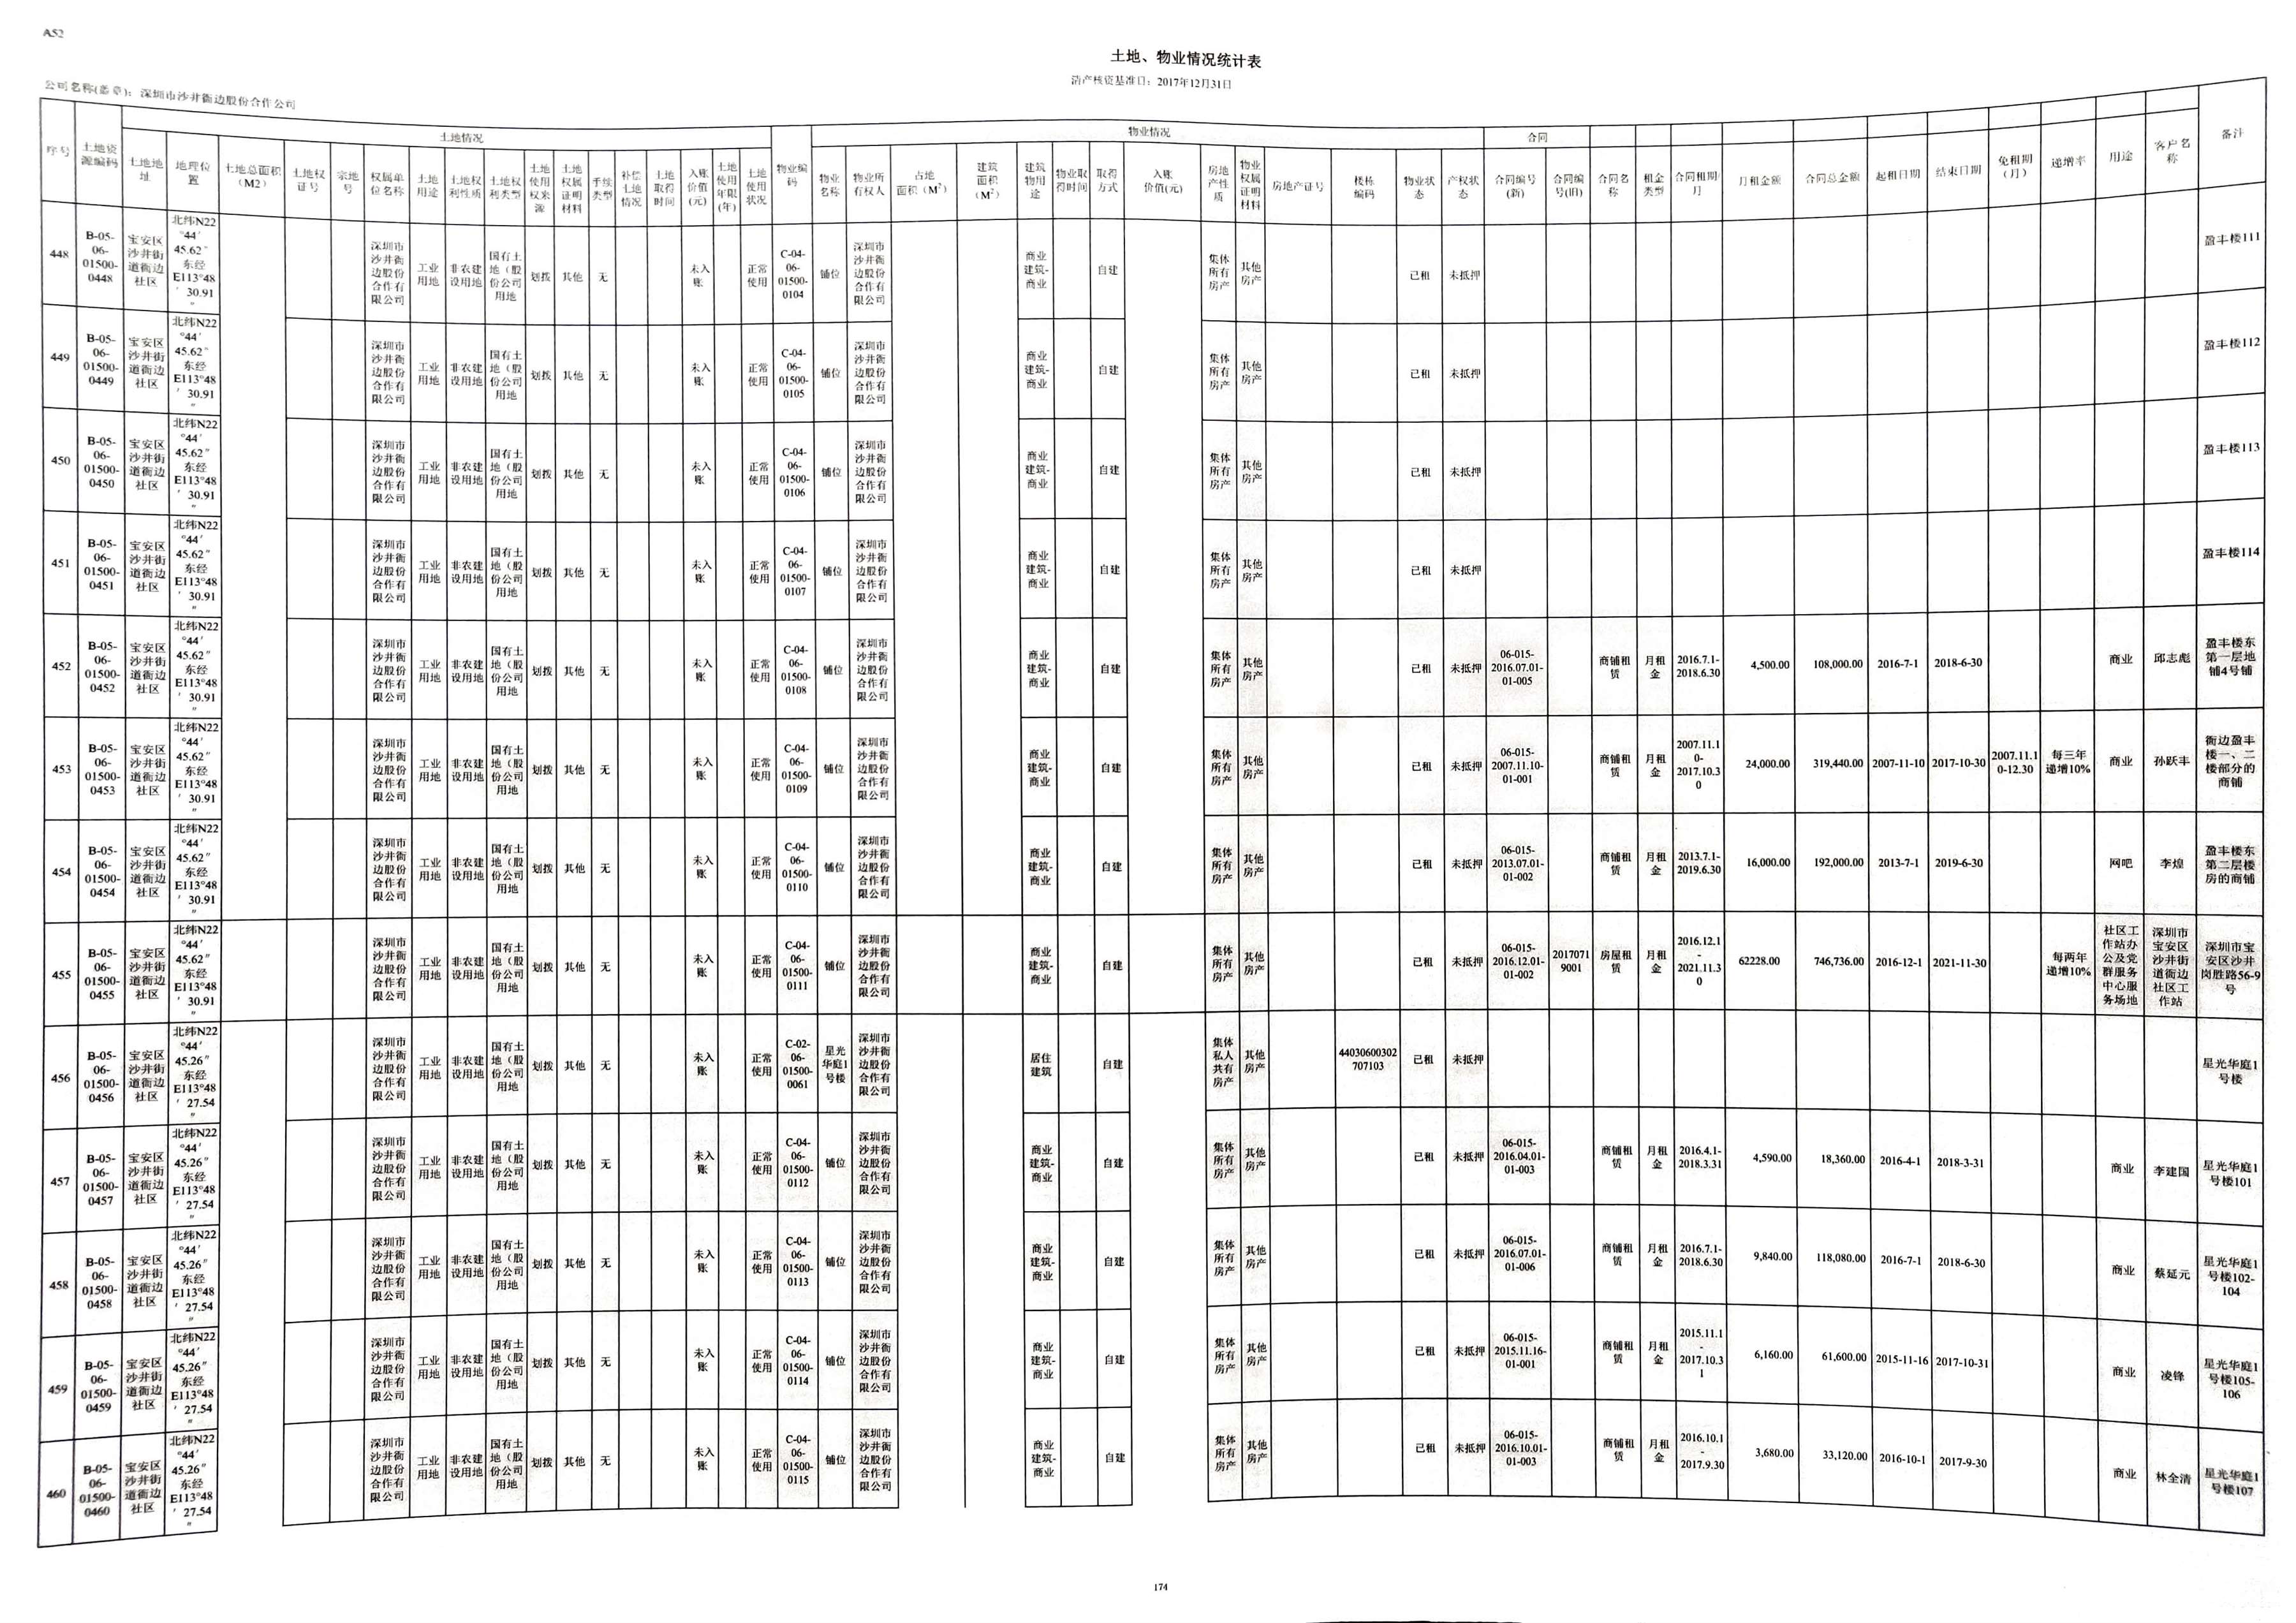 A52
土地、物业情况统计表
清产核资基准日：2017年12月31日
公司名称(盖章)：深圳市沙井衙边股份合作公司
序号 土地资源编码 土地情况 物业编码 物业情况 合同 备注
土地地址 地理位置 土地总面积（M2） 土地权证号 宗地号 权属单位名称 土地用途 土地权利性质 土地权利类型 土地使用权来源 土地权属证明材料 手续类型 补偿土地情况 土地取得时间 入账价值(元) 土地使用年限(年) 土地使用状况 物业名称 物业所有权人 占地面积（M²） 建筑面积（M²） 建筑物用途 物业取得时间 取得方式 入账价值(元) 房地产性质 物业权属证明材料 房地产证号 楼栋编码 物业状态 产权状态 合同编号(新) 合同编号(旧) 合同名称 租金类型 合同租期/月 月租金额 合同总金额 起租日期 结束日期 免租期（月） 递增率 用途 客户名称
448 B-05-06-01500-0448 宝安区沙井街道衙边社区 北纬N22°44′45.62″东经E113°48′30.91″ 深圳市沙井衙边股份合作有限公司 工业用地 非农建设用地 国有土地（股份公司用地 划拨 其他 无 未入账 正常使用 C-04-06-01500-0104 铺位 深圳市沙井衙边股份合作有限公司 商业建筑-商业 自建 集体所有房产 其他房产 已租 未抵押 盈丰楼111
449 B-05-06-01500-0449 宝安区沙井街道衙边社区 北纬N22°44′45.62″东经E113°48′30.91″ 深圳市沙井衙边股份合作有限公司 工业用地 非农建设用地 国有土地（股份公司用地 划拨 其他 无 未入账 正常使用 C-04-06-01500-0105 铺位 深圳市沙井衙边股份合作有限公司 商业建筑-商业 自建 集体所有房产 其他房产 已租 未抵押 盈丰楼112
450 B-05-06-01500-0450 宝安区沙井街道衙边社区 北纬N22°44′45.62″东经E113°48′30.91″ 深圳市沙井衙边股份合作有限公司 工业用地 非农建设用地 国有土地（股份公司用地 划拨 其他 无 未入账 正常使用 C-04-06-01500-0106 铺位 深圳市沙井衙边股份合作有限公司 商业建筑-商业 自建 集体所有房产 其他房产 已租 未抵押 盈丰楼113
451 B-05-06-01500-0451 宝安区沙井街道衙边社区 北纬N22°44′45.62″东经E113°48′30.91″ 深圳市沙井衙边股份合作有限公司 工业用地 非农建设用地 国有土地（股份公司用地 划拨 其他 无 未入账 正常使用 C-04-06-01500-0107 铺位 深圳市沙井衙边股份合作有限公司 商业建筑-商业 自建 集体所有房产 其他房产 已租 未抵押 盈丰楼114
452 B-05-06-01500-0452 宝安区沙井街道衙边社区 北纬N22°44′45.62″东经E113°48′30.91″ 深圳市沙井衙边股份合作有限公司 工业用地 非农建设用地 国有土地（股份公司用地 划拨 其他 无 未入账 正常使用 C-04-06-01500-0108 铺位 深圳市沙井衙边股份合作有限公司 商业建筑-商业 自建 集体所有房产 其他房产 已租 未抵押 06-015-2016.07.01-01-005 商铺租赁 月租金 2016.7.1-2018.6.30 4,500.00 108,000.00 2016-7-1 2018-6-30 商业 邱志彪 盈丰楼东第一层地铺4号铺
453 B-05-06-01500-0453 宝安区沙井街道衙边社区 北纬N22°44′45.62″东经E113°48′30.91″ 深圳市沙井衙边股份合作有限公司 工业用地 非农建设用地 国有土地（股份公司用地 划拨 其他 无 未入账 正常使用 C-04-06-01500-0109 铺位 深圳市沙井衙边股份合作有限公司 商业建筑-商业 自建 集体所有房产 其他房产 已租 未抵押 06-015-2007.11.10-01-001 商铺租赁 月租金 2007.11.10-2017.10.30 24,000.00 319,440.00 2007-11-10 2017-10-30 2007.11.10-12.30 每三年递增10% 商业 孙跃丰 衙边盈丰楼一、二楼部分的商铺
454 B-05-06-01500-0454 宝安区沙井街道衙边社区 北纬N22°44′45.62″东经E113°48′30.91″ 深圳市沙井衙边股份合作有限公司 工业用地 非农建设用地 国有土地（股份公司用地 划拨 其他 无 未入账 正常使用 C-04-06-01500-0110 铺位 深圳市沙井衙边股份合作有限公司 商业建筑-商业 自建 集体所有房产 其他房产 已租 未抵押 06-015-2013.07.01-01-002 商铺租赁 月租金 2013.7.1-2019.6.30 16,000.00 192,000.00 2013-7-1 2019-6-30 网吧 李煌 盈丰楼东第二层楼房的商铺
455 B-05-06-01500-0455 宝安区沙井街道衙边社区 北纬N22°44′45.62″东经E113°48′30.91″ 深圳市沙井衙边股份合作有限公司 工业用地 非农建设用地 国有土地（股份公司用地 划拨 其他 无 未入账 正常使用 C-04-06-01500-0111 铺位 深圳市沙井衙边股份合作有限公司 商业建筑-商业 自建 集体所有房产 其他房产 已租 未抵押 06-015-2016.12.01-01-002 20170719001 房屋租赁 月租金 2016.12.1-2021.11.30 62228.00 746,736.00 2016-12-1 2021-11-30 每两年递增10% 社区工作站办公及党群服务中心服务场地 深圳市宝安区沙井街道衙边社区工作站 深圳市宝安区沙井岗胜路56-9号
456 B-05-06-01500-0456 宝安区沙井街道衙边社区 北纬N22°44′45.26″东经E113°48′27.54″ 深圳市沙井衙边股份合作有限公司 工业用地 非农建设用地 国有土地（股份公司用地 划拨 其他 无 未入账 正常使用 C-02-06-01500-0061 星光华庭1号楼 深圳市沙井衙边股份合作有限公司 居住建筑 自建 集体私人共有房产 其他房产 44030600302707103 已租 未抵押 星光华庭1号楼
457 B-05-06-01500-0457 宝安区沙井街道衙边社区 北纬N22°44′45.26″东经E113°48′27.54″ 深圳市沙井衙边股份合作有限公司 工业用地 非农建设用地 国有土地（股份公司用地 划拨 其他 无 未入账 正常使用 C-04-06-01500-0112 铺位 深圳市沙井衙边股份合作有限公司 商业建筑-商业 自建 集体所有房产 其他房产 已租 未抵押 06-015-2016.04.01-01-003 商铺租赁 月租金 2016.4.1-2018.3.31 4,590.00 18,360.00 2016-4-1 2018-3-31 商业 李建国 星光华庭1号楼101
458 B-05-06-01500-0458 宝安区沙井街道衙边社区 北纬N22°44′45.26″东经E113°48′27.54″ 深圳市沙井衙边股份合作有限公司 工业用地 非农建设用地 国有土地（股份公司用地 划拨 其他 无 未入账 正常使用 C-04-06-01500-0113 铺位 深圳市沙井衙边股份合作有限公司 商业建筑-商业 自建 集体所有房产 其他房产 已租 未抵押 06-015-2016.07.01-01-006 商铺租赁 月租金 2016.7.1-2018.6.30 9,840.00 118,080.00 2016-7-1 2018-6-30 商业 蔡延元 星光华庭1号楼102-104
459 B-05-06-01500-0459 宝安区沙井街道衙边社区 北纬N22°44′45.26″东经E113°48′27.54″ 深圳市沙井衙边股份合作有限公司 工业用地 非农建设用地 国有土地（股份公司用地 划拨 其他 无 未入账 正常使用 C-04-06-01500-0114 铺位 深圳市沙井衙边股份合作有限公司 商业建筑-商业 自建 集体所有房产 其他房产 已租 未抵押 06-015-2015.11.16-01-001 商铺租赁 月租金 2015.11.1-2017.10.31 6,160.00 61,600.00 2015-11-16 2017-10-31 商业 凌锋 星光华庭1号楼105-106
460 B-05-06-01500-0460 宝安区沙井街道衙边社区 北纬N22°44′45.26″东经E113°48′27.54″ 深圳市沙井衙边股份合作有限公司 工业用地 非农建设用地 国有土地（股份公司用地 划拨 其他 无 未入账 正常使用 C-04-06-01500-0115 铺位 深圳市沙井衙边股份合作有限公司 商业建筑-商业 自建 集体所有房产 其他房产 已租 未抵押 06-015-2016.10.01-01-003 商铺租赁 月租金 2016.10.1-2017.9.30 3,680.00 33,120.00 2016-10-1 2017-9-30 商业 林全清 星光华庭1号楼107
174